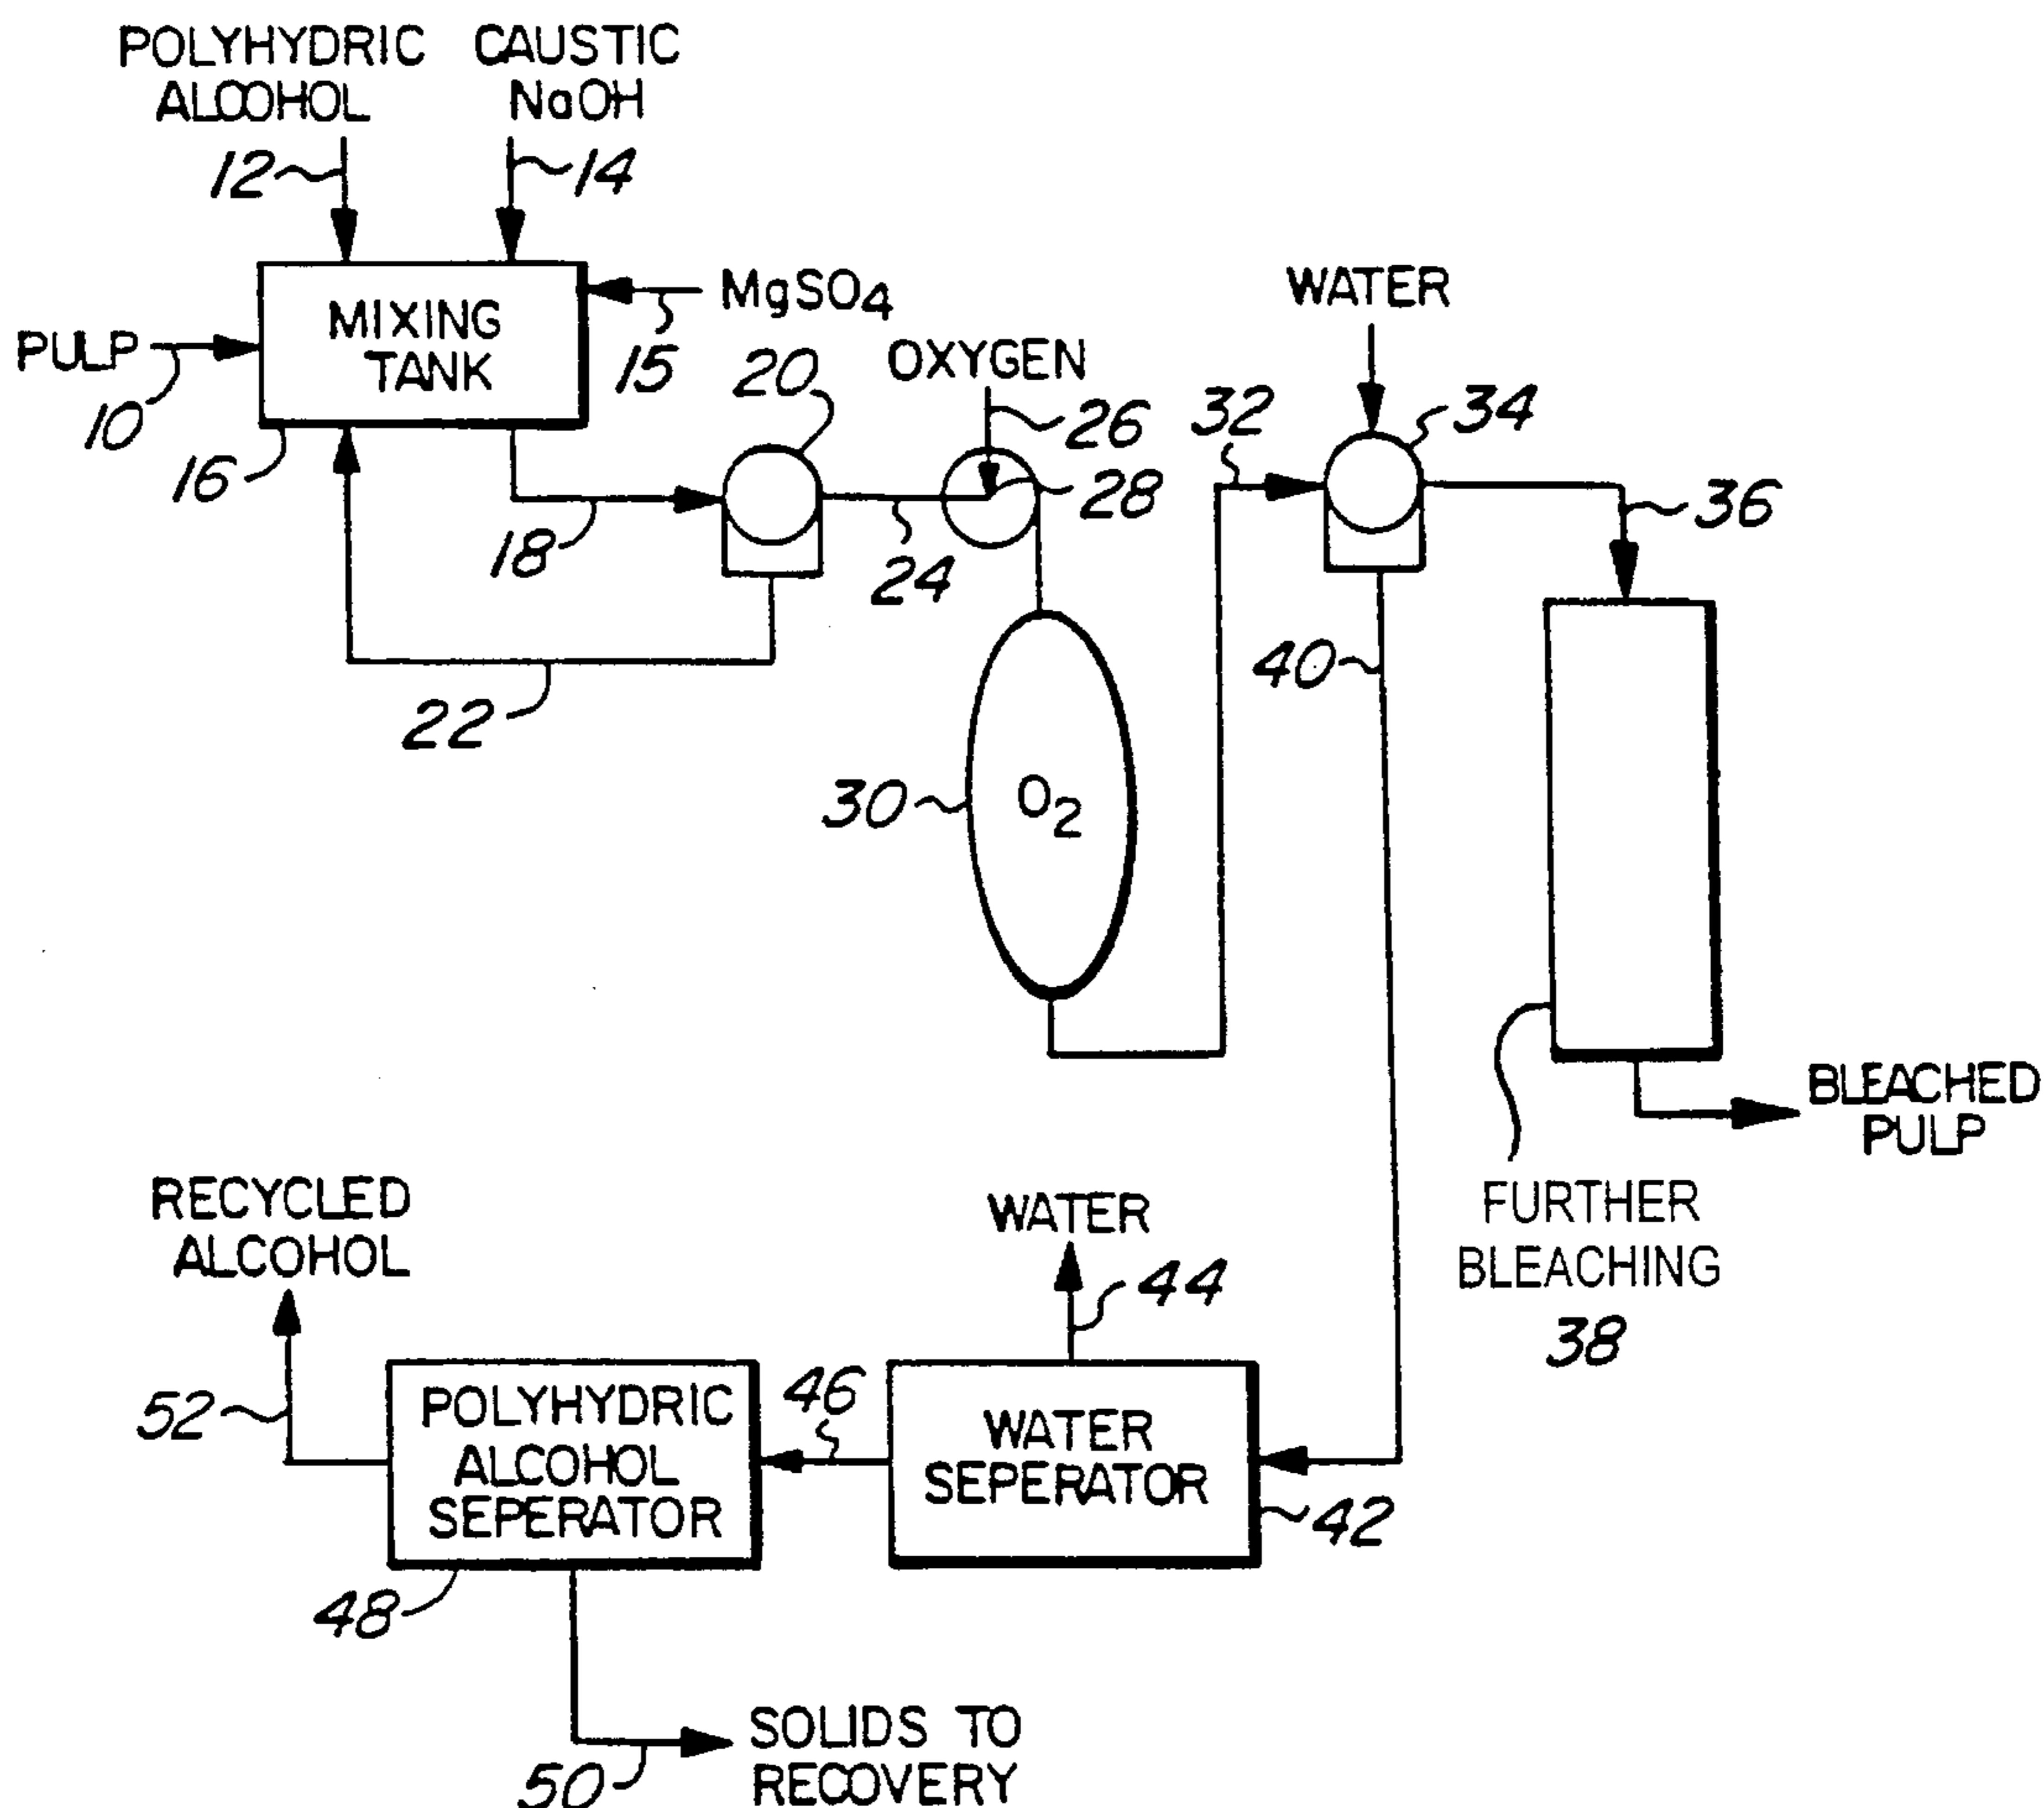 POLYHYDRIC
ALCOHOL
CAUSTIC
NaOH
12
14
MIXING
TANK
MgSO4
PULP
10
16
15
20
OXYGEN
26
28
18
24
22
WATER
32
34
36
40
30
O2
BLEACHED
PULP
FURTHER
BLEACHING
38
RECYCLED
ALCOHOL
WATER
44
52
POLYHYDRIC
ALCOHOL
SEPERATOR
46
WATER
SEPERATOR
42
48
50
SOLIDS TO
RECOVERY